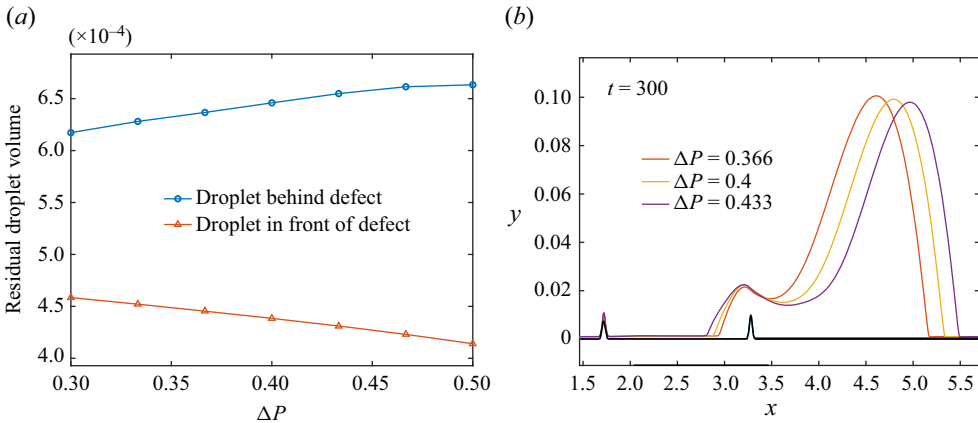 (a)
(×10⁻⁴)
6.5
6.0
5.5
5.0
4.5
4.0
0.30
0.35
0.40
0.45
0.50
ΔP
Residual droplet volume
Droplet behind defect
Droplet in front of defect
(b)
t = 300
0.10
0.08
0.06
0.04
0.02
0
y
ΔP = 0.366
ΔP = 0.4
ΔP = 0.433
1.5
2.0
2.5
3.0
3.5
4.0
4.5
5.0
5.5
x